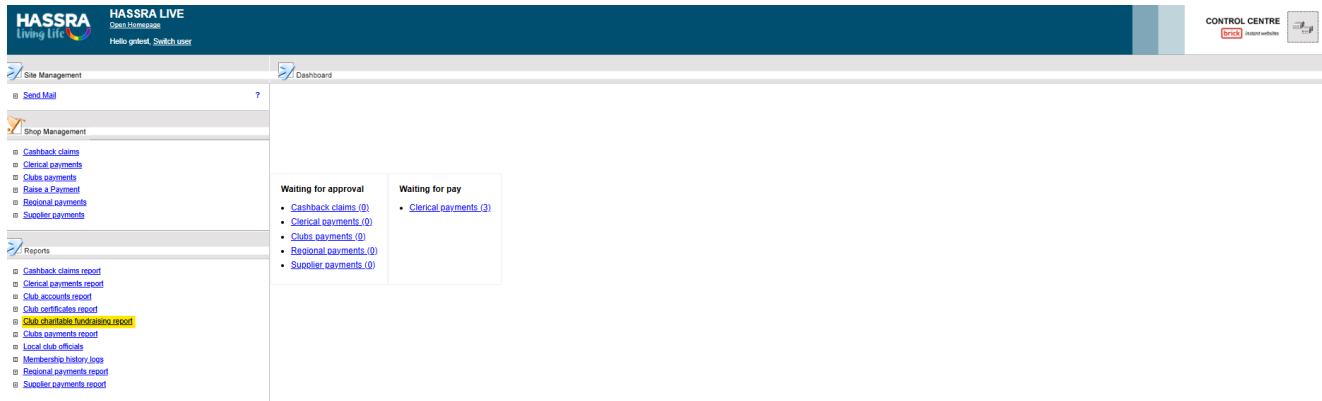 HASSRA
Living Life
HASSRA LIVE
Open Homepage
Hello gntest, Switch user
CONTROL CENTRE
brick instant websites
Site Management
Dashboard
Send Mail ?
Shop Management
Cashback claims
Clerical payments
Clubs payments
Raise a Payment
Regional payments
Supplier payments
Waiting for approval
Cashback claims (0)
Clerical payments (0)
Clubs payments (0)
Regional payments (0)
Supplier payments (0)
Waiting for pay
Clerical payments (3)
Reports
Cashback claims report
Clerical payments report
Club accounts report
Club certificates report
Club charitable fundraising report
Clubs payments report
Local club officials
Membership history logs
Regional payments report
Supplier payments report